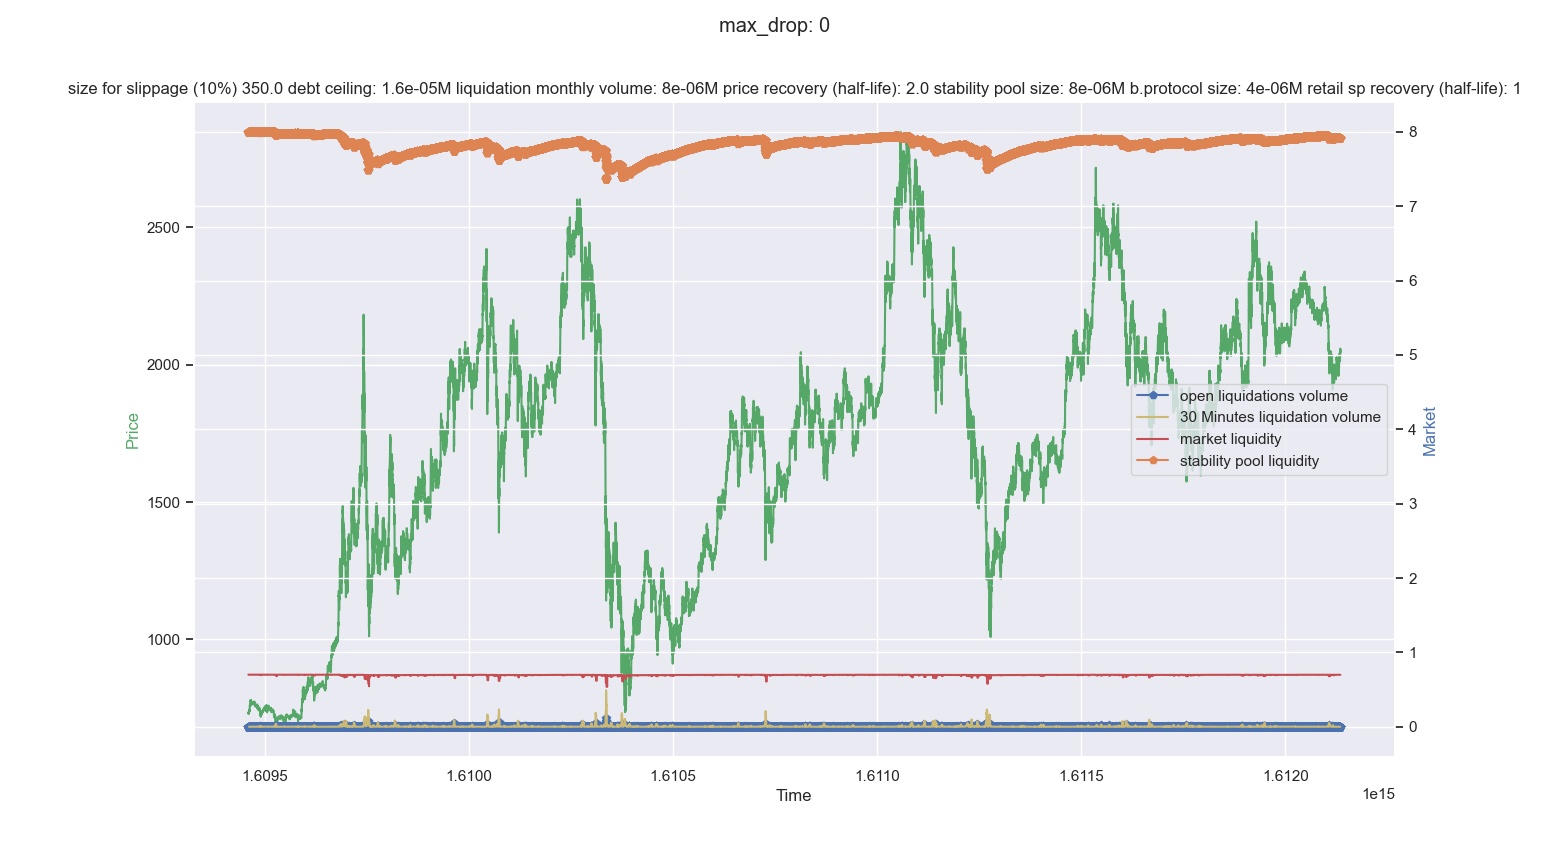 max_drop: 0
size for slippage (10%) 350.0 debt ceiling: 1.6e-05M liquidation monthly volume: 8e-06M price recovery (half-life): 2.0 stability pool size: 8e-06M b.protocol size: 4e-06M retail sp recovery (half-life): 1
8
7
2500
6
2000
5
open liquidations volume
30 Minutes liquidation volume
market liquidity
stability pool liquidity
Price
4
Market
1500
3
2
1000
1
0
1.6095
1.6100
1.6105
1.6110
1.6115
1.6120
Time
1e15